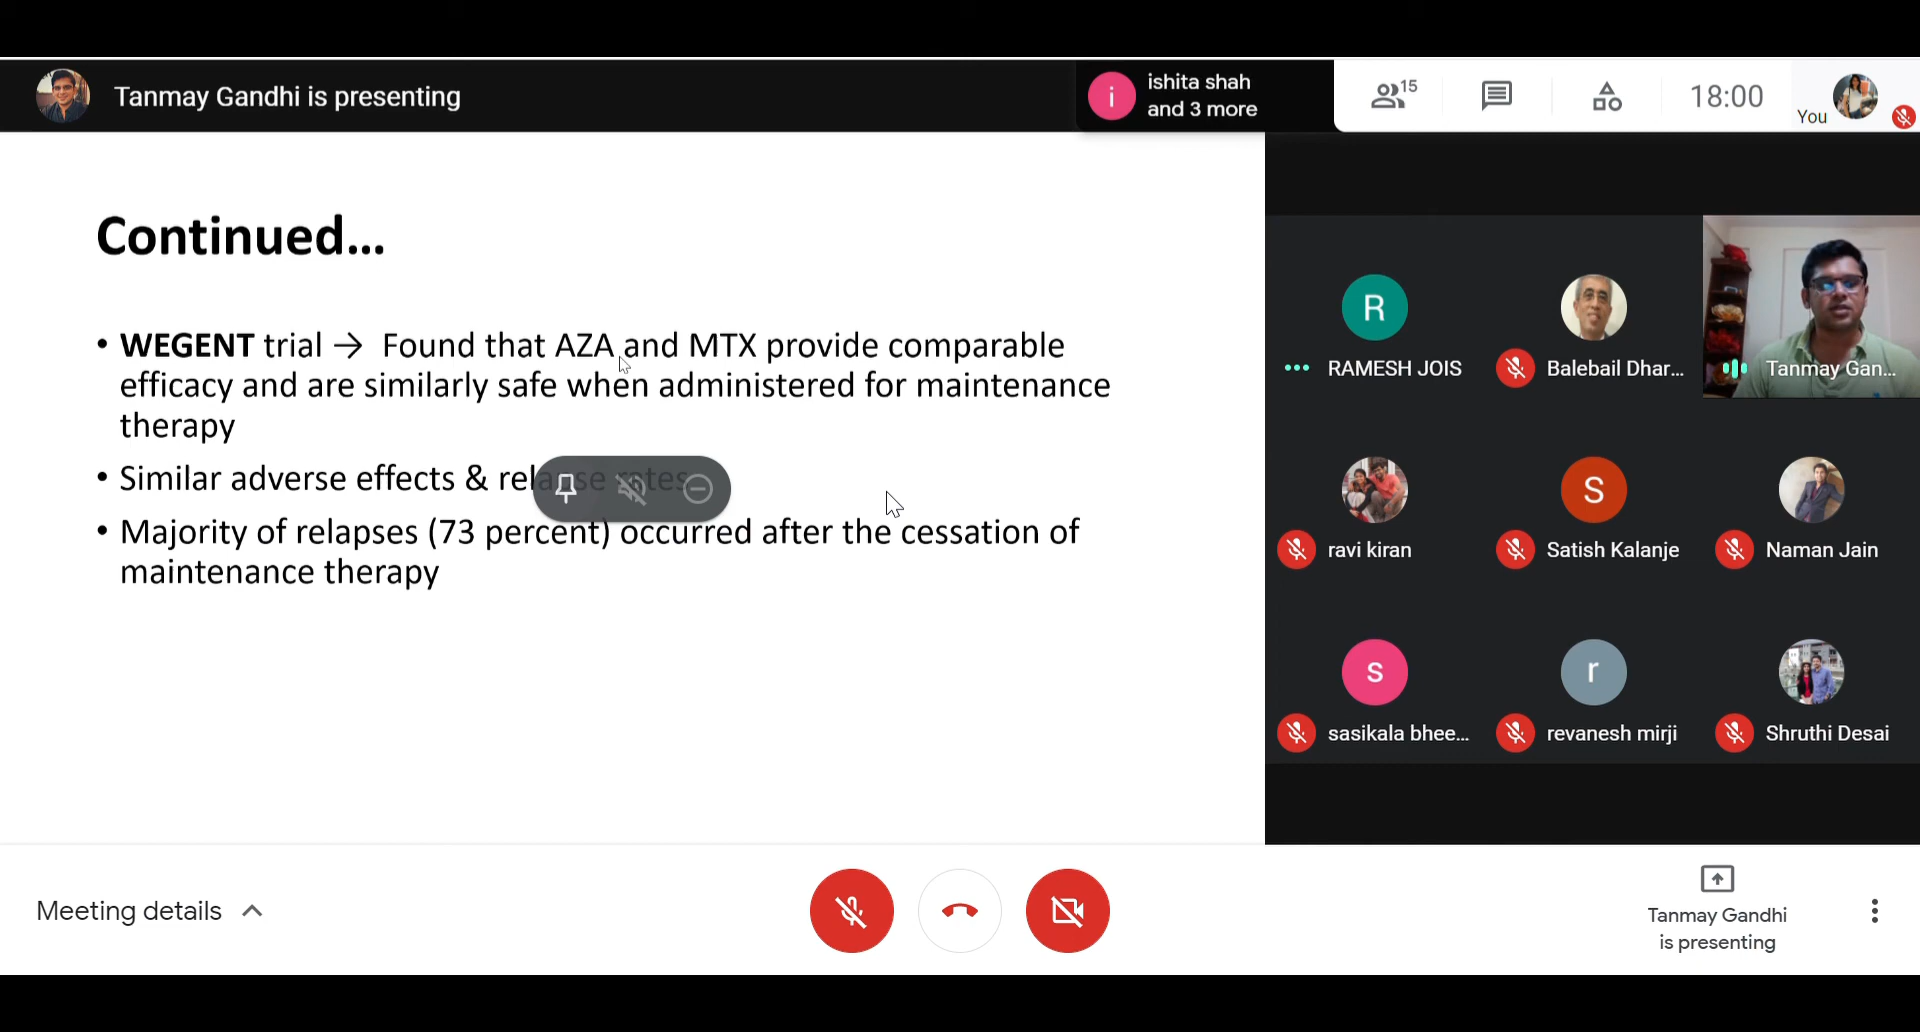 Tanmay Gandhi is presenting
i
ishita shah
and 3 more
15
18:00
You
Continued...
• WEGENT trial → Found that AZA and MTX provide comparable
efficacy and are similarly safe when administered for maintenance
therapy
• Similar adverse effects & relapse rates
• Majority of relapses (73 percent) occurred after the cessation of
maintenance therapy
R
RAMESH JOIS
Balebail Dhar...
Tanmay Gan...
ravi kiran
S
Satish Kalanje
Naman Jain
s
sasikala bhee...
r
revanesh mirji
Shruthi Desai
Meeting details
Tanmay Gandhi
is presenting